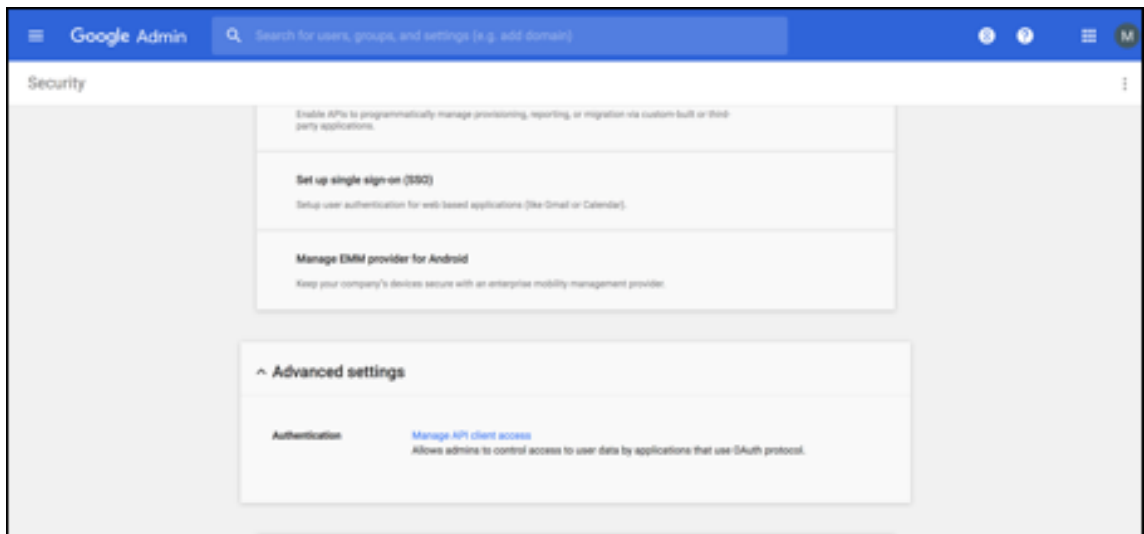 Google Admin
Search for users, groups, and settings (e.g. add domain)
M
Security
Enable APIs to programmatically manage provisioning, reporting, or migration via custom-built or third-
party applications.
Set up single sign-on (SSO)
Setup user authentication for web based applications (like Gmail or Calendar).
Manage EMM provider for Android
Keep your company's devices secure with an enterprise mobility management provider.
Advanced settings
Authentication
Manage API client access
Allows admins to control access to user data by applications that use OAuth protocol.